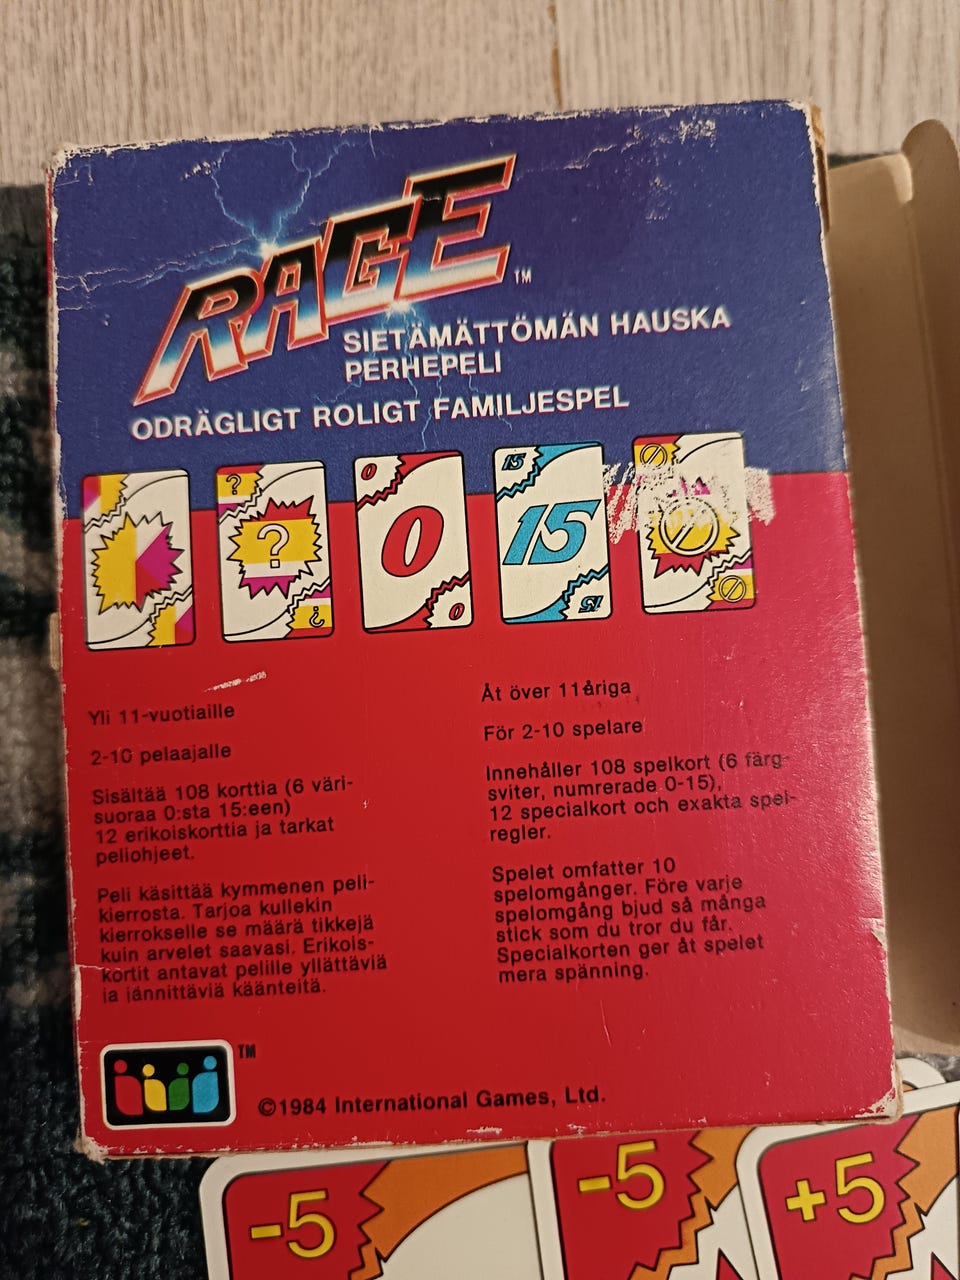 RAGE™
SIETÄMÄTTÖMÄN HAUSKA
PERHEPELI
ODRÄGLIGT ROLIGT FAMILJESPEL
?
?
0
0
0
15
15
15
Yli 11-vuotiaille
2-10 pelaajalle
Sisältää 108 korttia (6 väri-
suoraa 0:sta 15:een)
12 erikoiskorttia ja tarkat
peliohjeet.
Peli käsittää kymmenen peli-
kierrosta. Tarjoa kullekin
kierrokselle se määrä tikkejä
kuin arvelet saavasi. Erikois-
kortit antavat pelille yllättäviä
ja jännittäviä käänteitä.
Åt över 11åriga
För 2-10 spelare
Innehåller 108 spelkort (6 färg-
sviter, numrerade 0-15),
12 specialkort och exakta spel-
regler.
Spelet omfatter 10
spelomgånger. Före varje
spelomgång bjud så många
stick som du tror du får.
Specialkorten ger åt spelet
mera spänning.
TM
©1984 International Games, Ltd.
-5
-5
+5